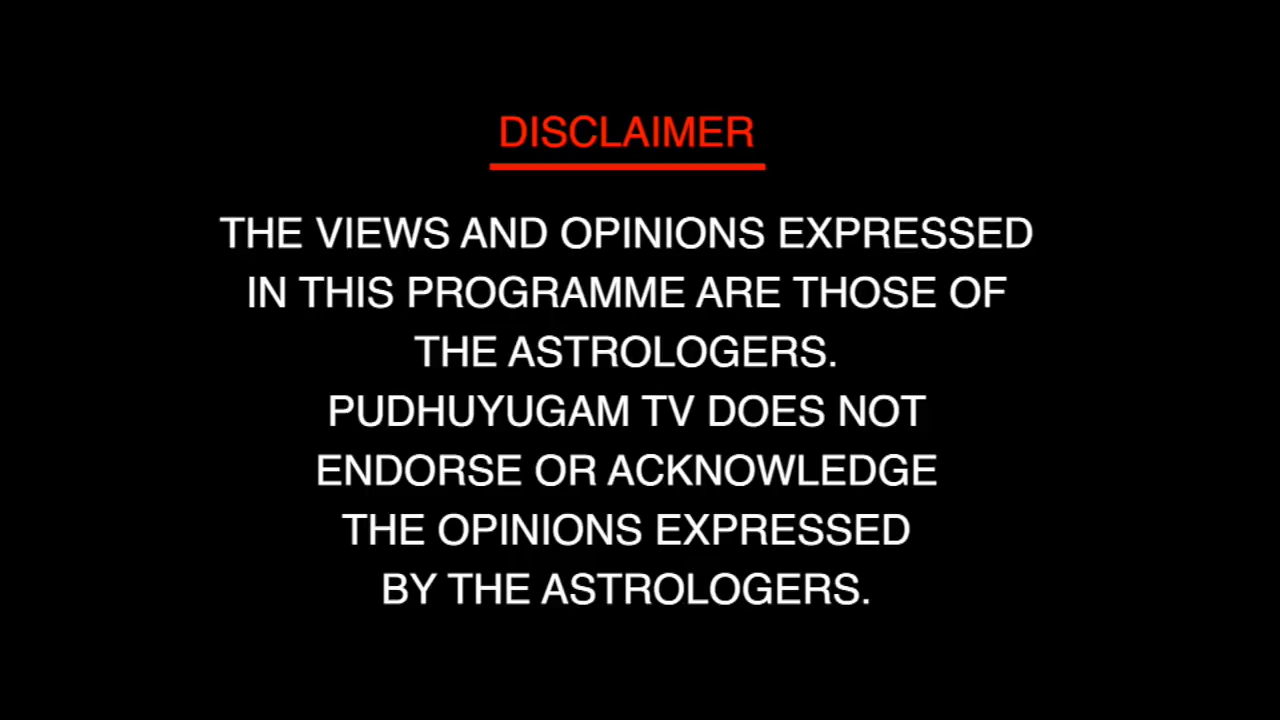 DISCLAIMER
THE VIEWS AND OPINIONS EXPRESSED
IN THIS PROGRAMME ARE THOSE OF
THE ASTROLOGERS.
PUDHUYUGAM TV DOES NOT
ENDORSE OR ACKNOWLEDGE
THE OPINIONS EXPRESSED
BY THE ASTROLOGERS.